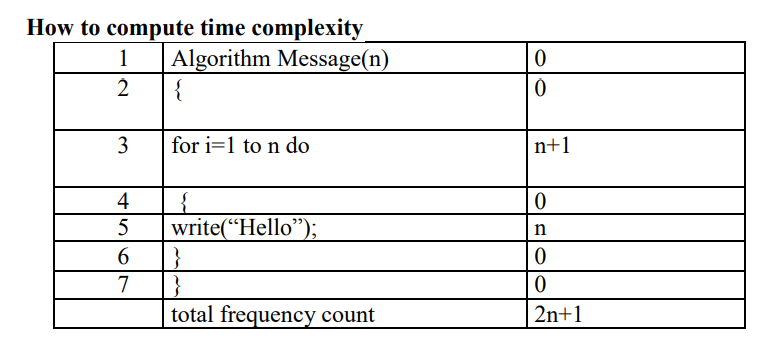 How to compute time complexity
1 Algorithm Message(n) 0
2 { 0
3 for i=1 to n do n+1
4 { 0
5 write(“Hello”); n
6 } 0
7 } 0
total frequency count 2n+1